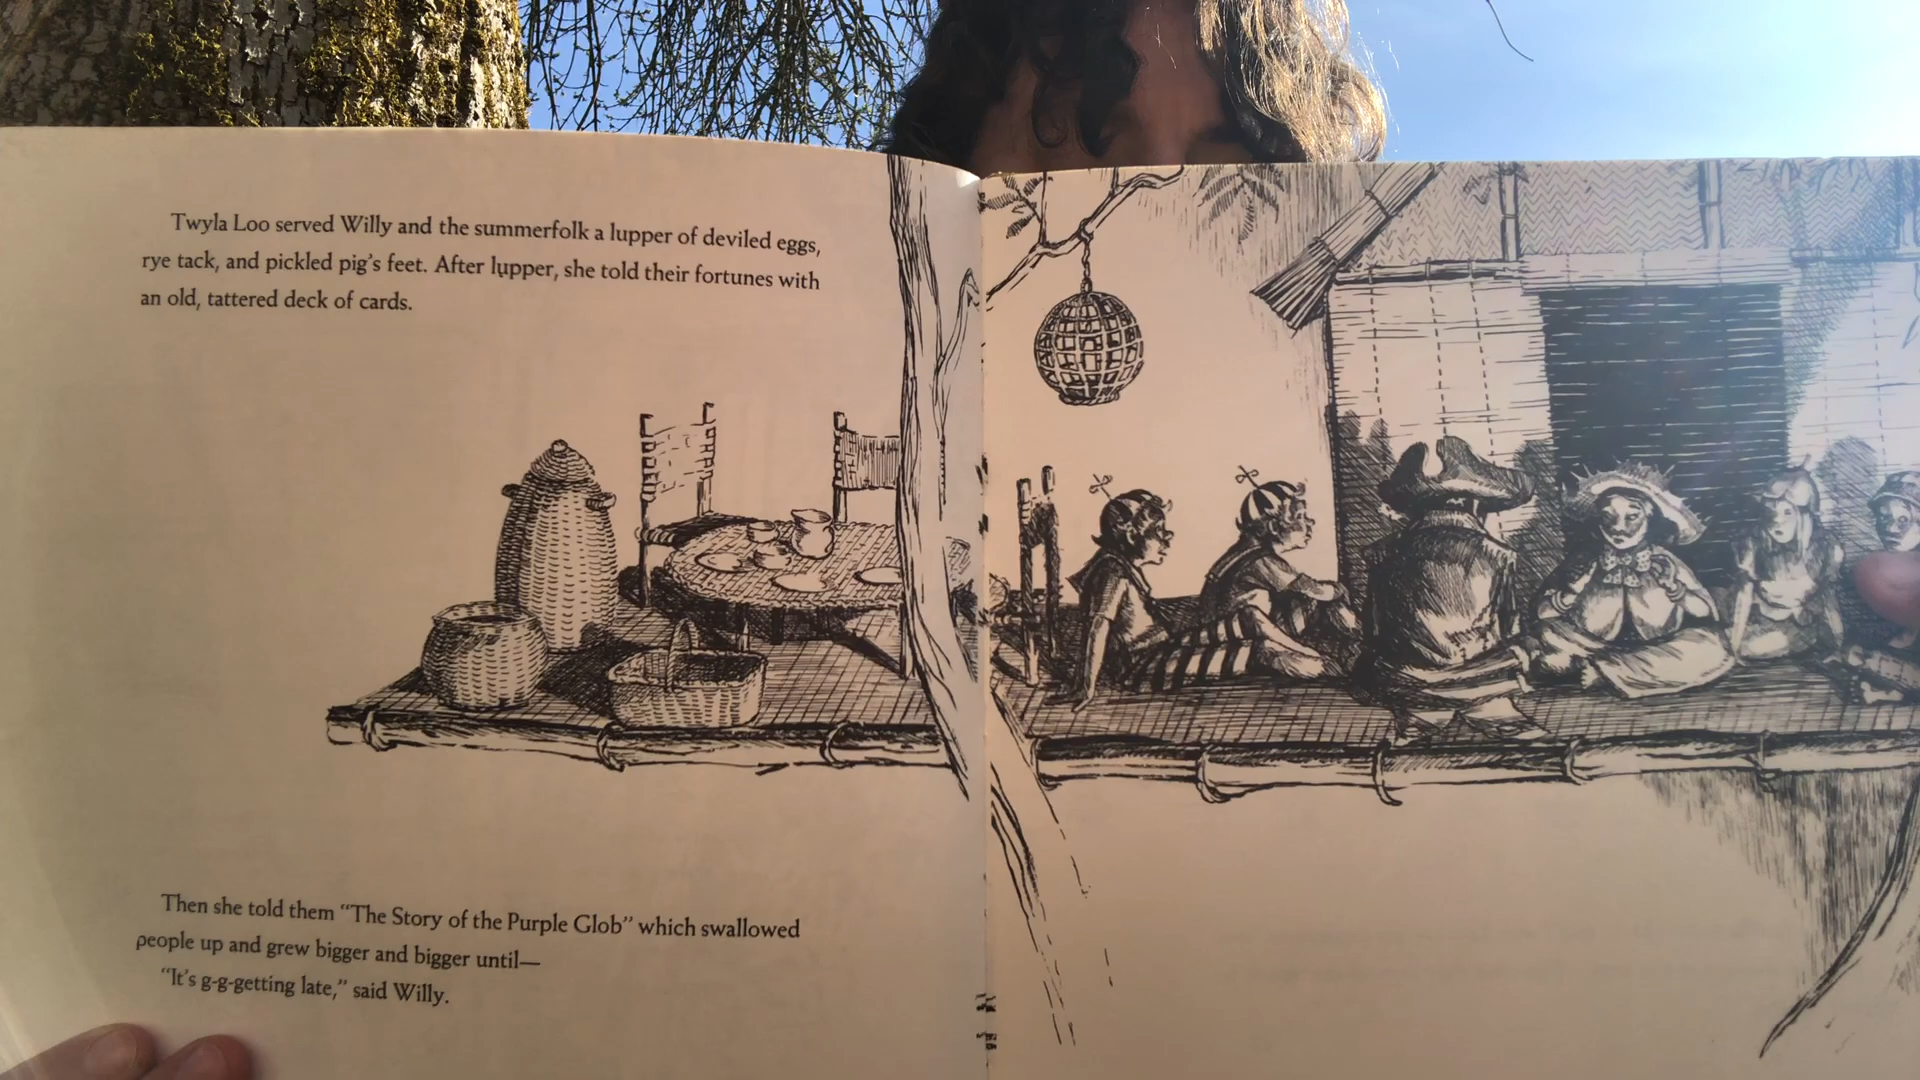 Twyla Loo served Willy and the summerfolk a lupper of deviled eggs,
rye tack, and pickled pig's feet. After lupper, she told their fortunes with
an old, tattered deck of cards.
Then she told them “The Story of the Purple Glob” which swallowed
people up and grew bigger and bigger until—
“It's g-g-getting late,” said Willy.